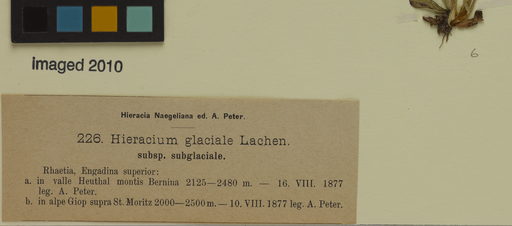 imaged 2010
6
Hieracia Naegeliana ed. A. Peter.
226. Hieracium glaciale Lachen.
subsp. subglaciale.
Rhaetia, Engadina superior:
a. in valle Heuthal montis Bernina 2125—2480 m. — 16. VIII. 1877
leg. A. Peter.
b. in alpe Giop supra St. Moritz 2000—2500 m. — 10. VIII. 1877 leg. A. Peter.